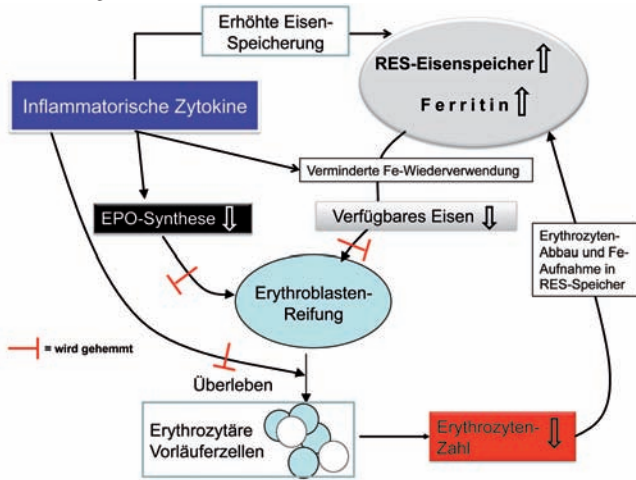 Erhöhte Eisen-
Speicherung
RES-Eisenspeicher
Ferritin
Inflammatorische Zytokine
Verminderte Fe-Wiederverwendung
EPO-Synthese
Verfügbares Eisen
Erythrozyten-
Abbau und Fe-
Aufnahme in
RES-Speicher
Erythroblasten-
Reifung
= wird gehemmt
Überleben
Erythrozytäre
Vorläuferzellen
Erythrozyten-
Zahl